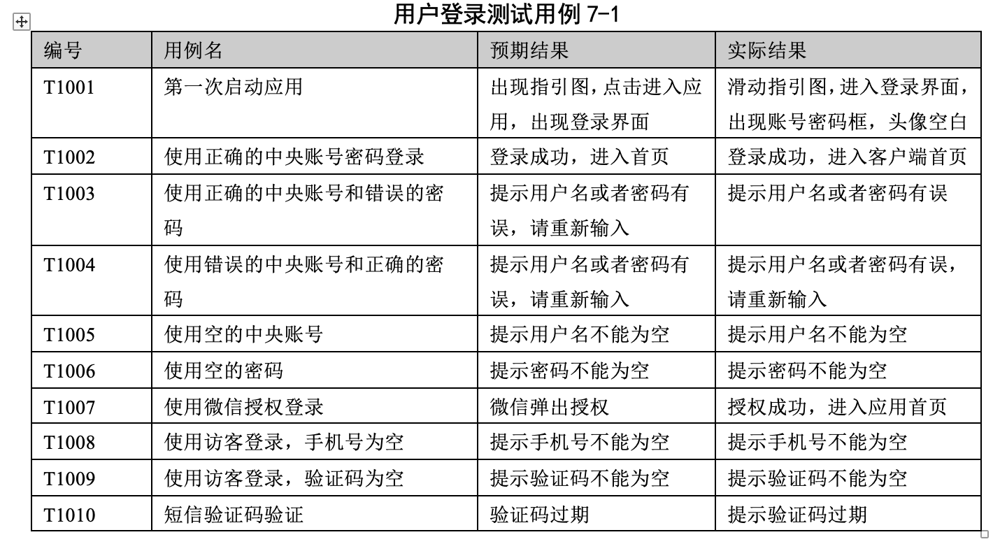 用户登录测试用例 7-1
编号 用例名 预期结果 实际结果
T1001 第一次启动应用 出现指引图，点击进入应 滑动指引图，进入登录界面，
用，出现登录界面 出现账号密码框，头像空白
T1002 使用正确的中央账号密码登录 登录成功，进入首页 登录成功，进入客户端首页
T1003 使用正确的中央账号和错误的密 提示用户名或者密码有 提示用户名或者密码有误
码 误，请重新输入
T1004 使用错误的中央账号和正确的密 提示用户名或者密码有 提示用户名或者密码有误，
码 误，请重新输入 请重新输入
T1005 使用空的中央账号 提示用户名不能为空 提示用户名不能为空
T1006 使用空的密码 提示密码不能为空 提示密码不能为空
T1007 使用微信授权登录 微信弹出授权 授权成功，进入应用首页
T1008 使用访客登录，手机号为空 提示手机号不能为空 提示手机号不能为空
T1009 使用访客登录，验证码为空 提示验证码不能为空 提示验证码不能为空
T1010 短信验证码验证 验证码过期 提示验证码过期